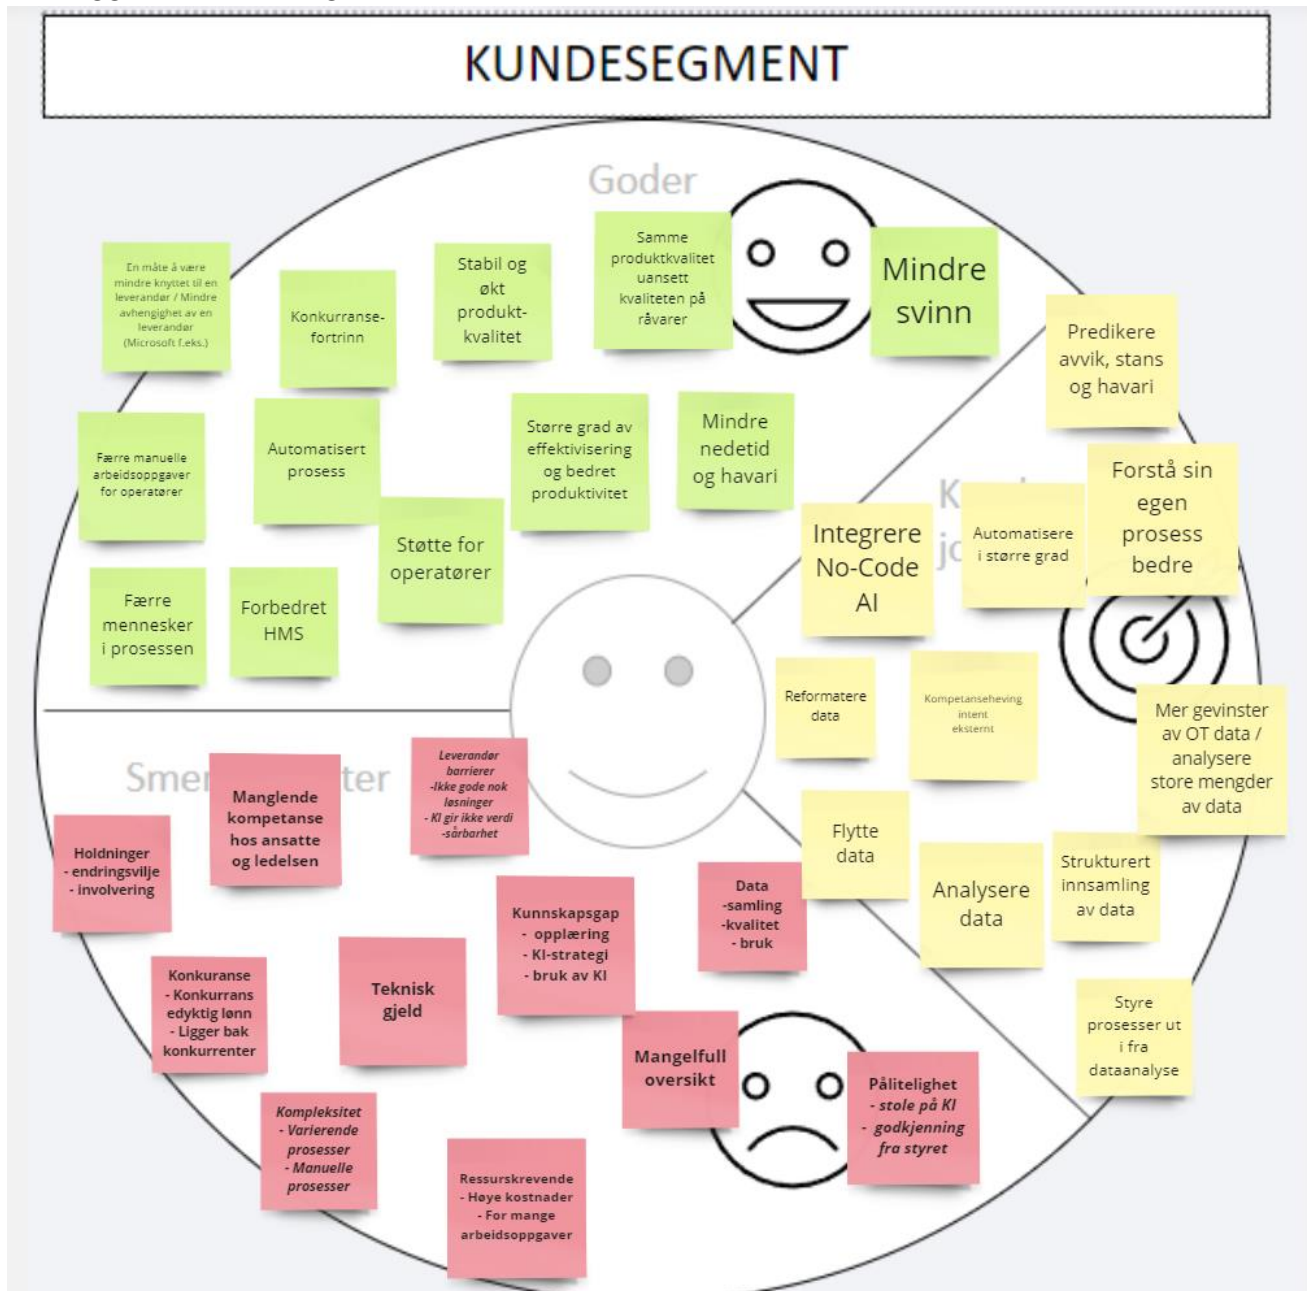 KUNDESEGMENT
Goder
En måte å være
mindre knyttet til en
leverandør / Mindre
avhengighet av en
leverandør
(Microsoft f.eks.)
Konkurranse-
fortrinn
Stabil og
økt
produkt-
kvalitet
Samme
produktkvalitet
uansett
kvaliteten på
råvarer
Mindre
svinn
Færre manuelle
arbeidsoppgaver
for operatører
Automatisert
prosess
Større grad av
effektivisering
og bedret
produktivitet
Mindre
nedetid
og havari
Støtte for
operatører
Færre
mennesker
i prosessen
Forbedret
HMS
Predikere
avvik, stans
og havari
Integrere
No-Code
AI
Automatisere
i større grad
Forstå sin
egen
prosess
bedre
Reformatere
data
Kompetanseheving
intent
eksternt
Mer gevinster
av OT data /
analysere
store mengder
av data
Flytte
data
Analysere
data
Strukturert
innsamling
av data
Styre
prosesser ut
i fra
dataanalyse
Manglende
kompetanse
hos ansatte
og ledelsen
Leverandør
barrierer
-Ikke gode nok
løsninger
- KI gir ikke verdi
-sårbarhet
Holdninger
- endringsvilje
- involvering
Kunnskapsgap
- opplæring
- KI-strategi
- bruk av KI
Data
-samling
-kvalitet
- bruk
Konkuranse
- Konkurrans
edyktig lønn
- Ligger bak
konkurrenter
Teknisk
gjeld
Mangelfull
oversikt
Pålitelighet
- stole på KI
- godkjenning
fra styret
Kompleksitet
- Varierende
prosesser
- Manuelle
prosesser
Ressurskrevende
- Høye kostnader
- For mange
arbeidsoppgaver